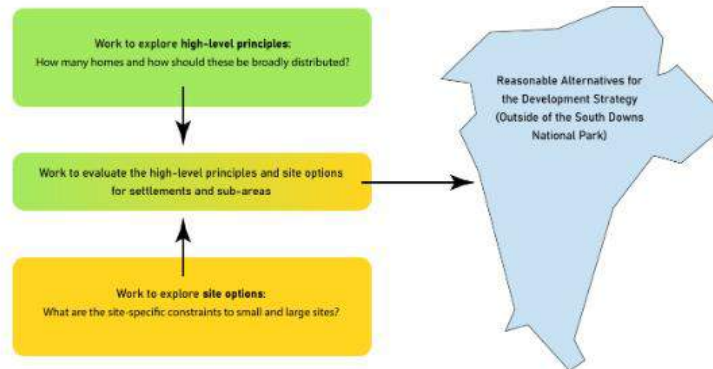 Work to explore high-level principles:
How many homes and how should these be broadly distributed?
Work to evaluate the high-level principles and site options
for settlements and sub-areas
Work to explore site options:
What are the site-specific constraints to small and large sites?
Reasonable Alternatives for
the Development Strategy
(Outside of the South Downs
National Park)